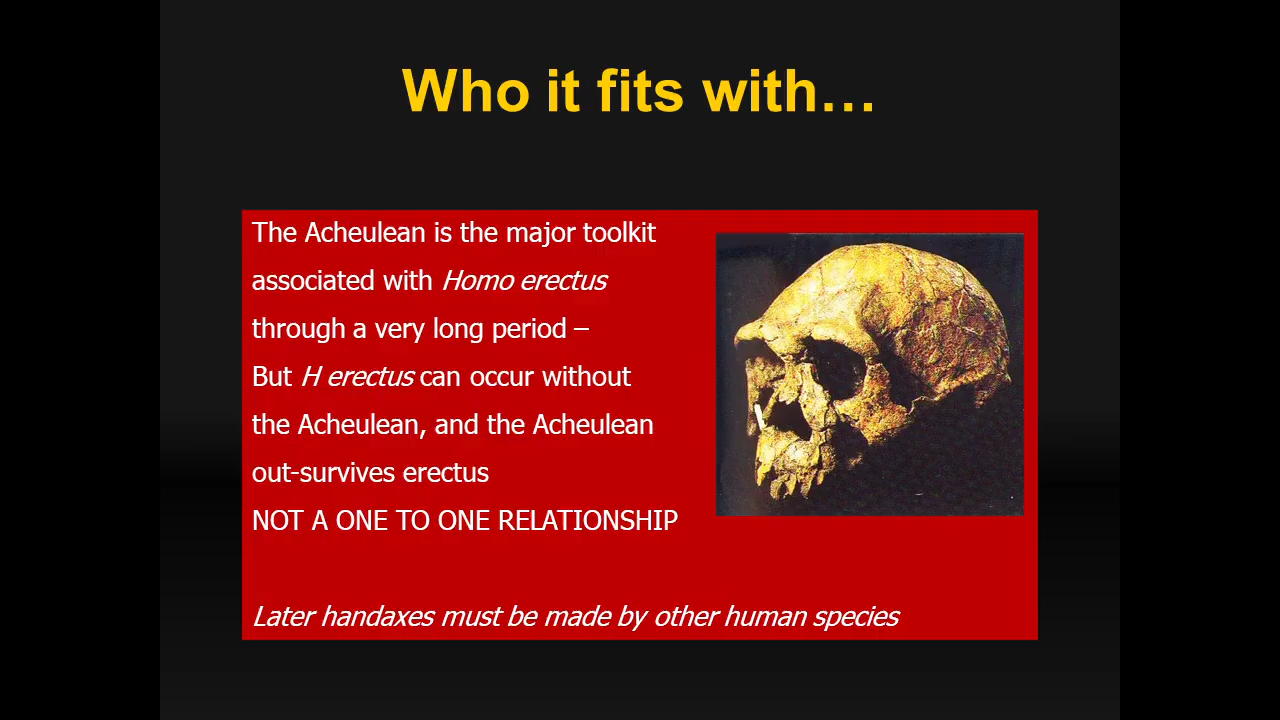 Who it fits with…
The Acheulean is the major toolkit
associated with Homo erectus
through a very long period –
But H erectus can occur without
the Acheulean, and the Acheulean
out-survives erectus
NOT A ONE TO ONE RELATIONSHIP
Later handaxes must be made by other human species